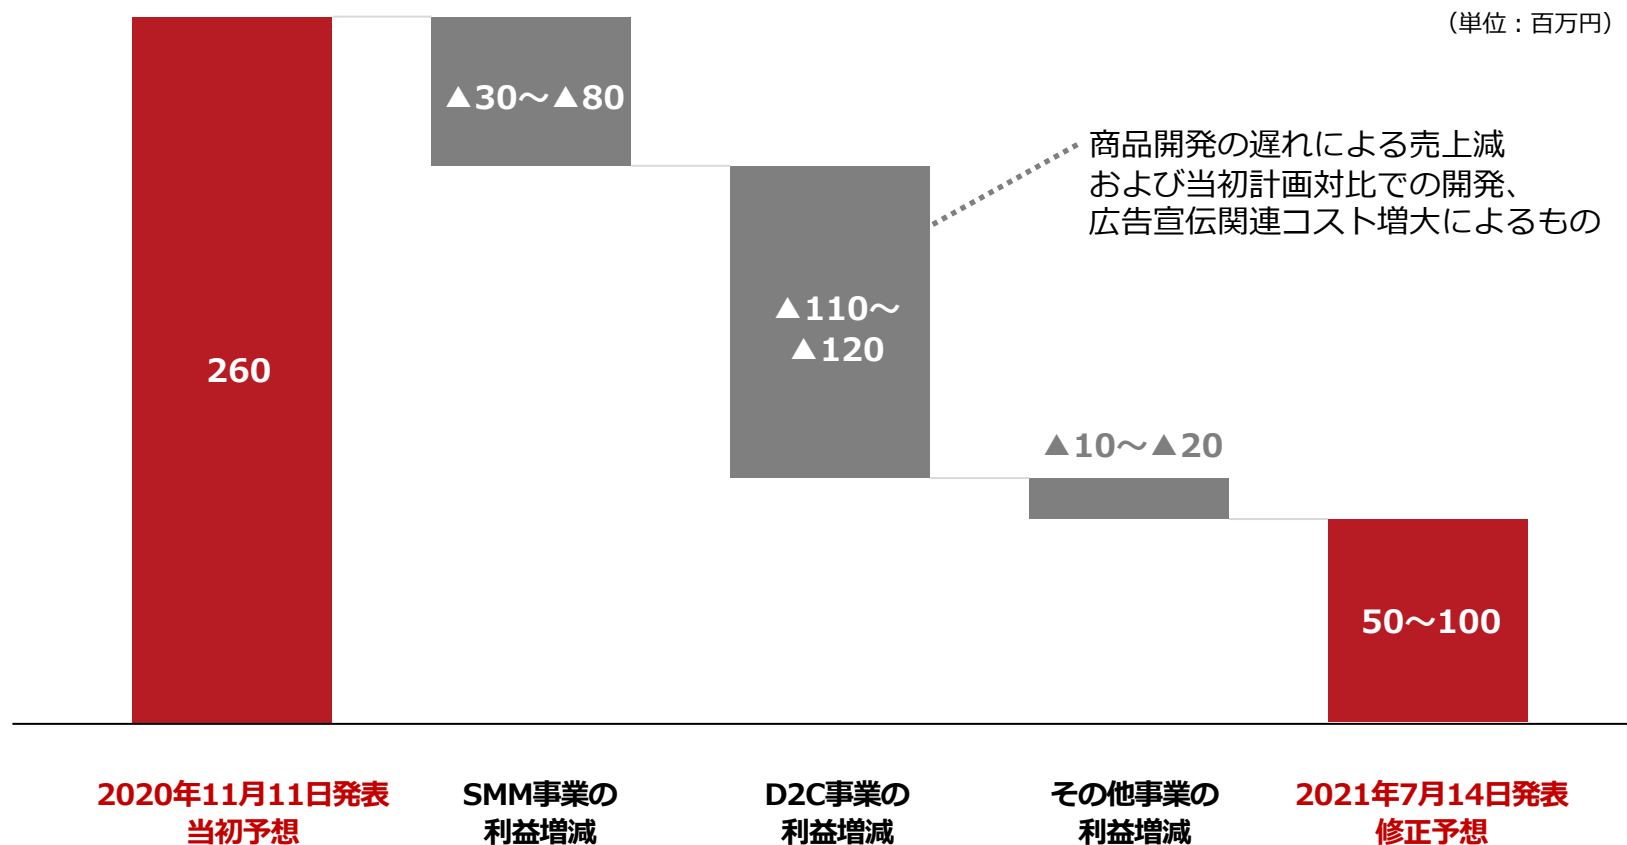 （単位：百万円）
▲30～▲80
商品開発の遅れによる売上減
および当初計画対比での開発、
広告宣伝関連コスト増大によるもの
▲110～
▲120
260
▲10～▲20
50～100
2020年11月11日発表
当初予想
SMM事業の
利益増減
D2C事業の
利益増減
その他事業の
利益増減
2021年7月14日発表
修正予想